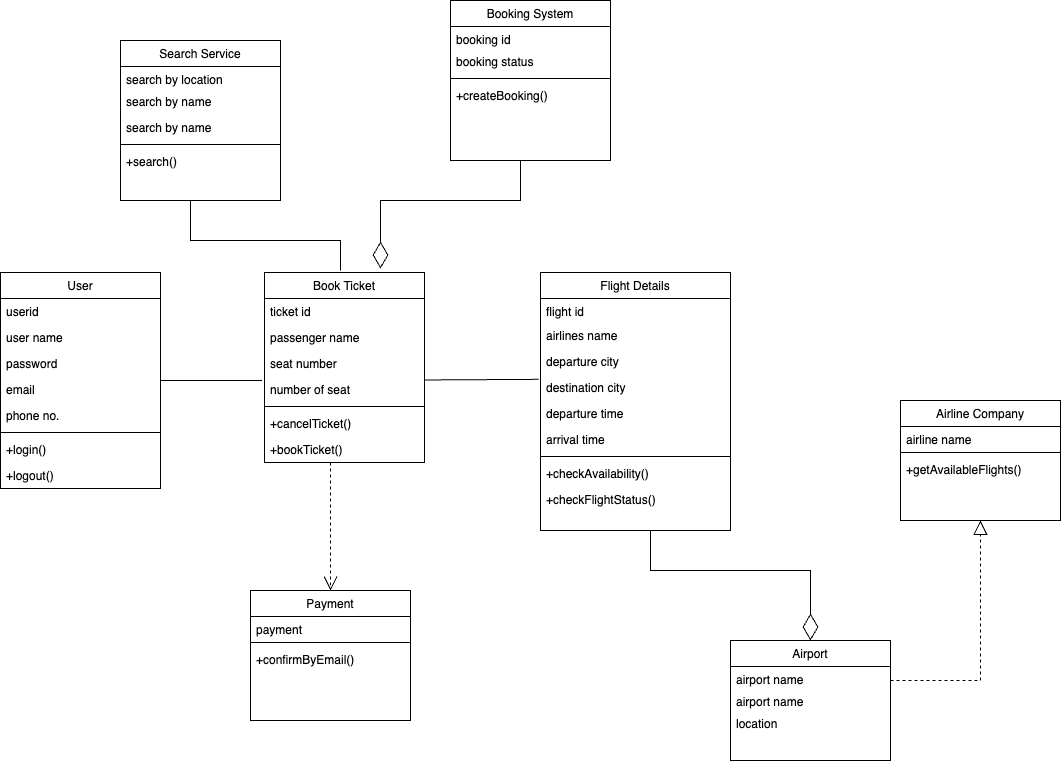 Booking System
booking id
booking status
+createBooking()
Search Service
search by location
search by name
search by name
+search()
User
userid
user name
password
email
phone no.
+login()
+logout()
Book Ticket
ticket id
passenger name
seat number
number of seat
+cancelTicket()
+bookTicket()
Flight Details
flight id
airlines name
departure city
destination city
departure time
arrival time
+checkAvailability()
+checkFlightStatus()
Airline Company
airline name
+getAvailableFlights()
Payment
payment
+confirmByEmail()
Airport
airport name
airport name
location